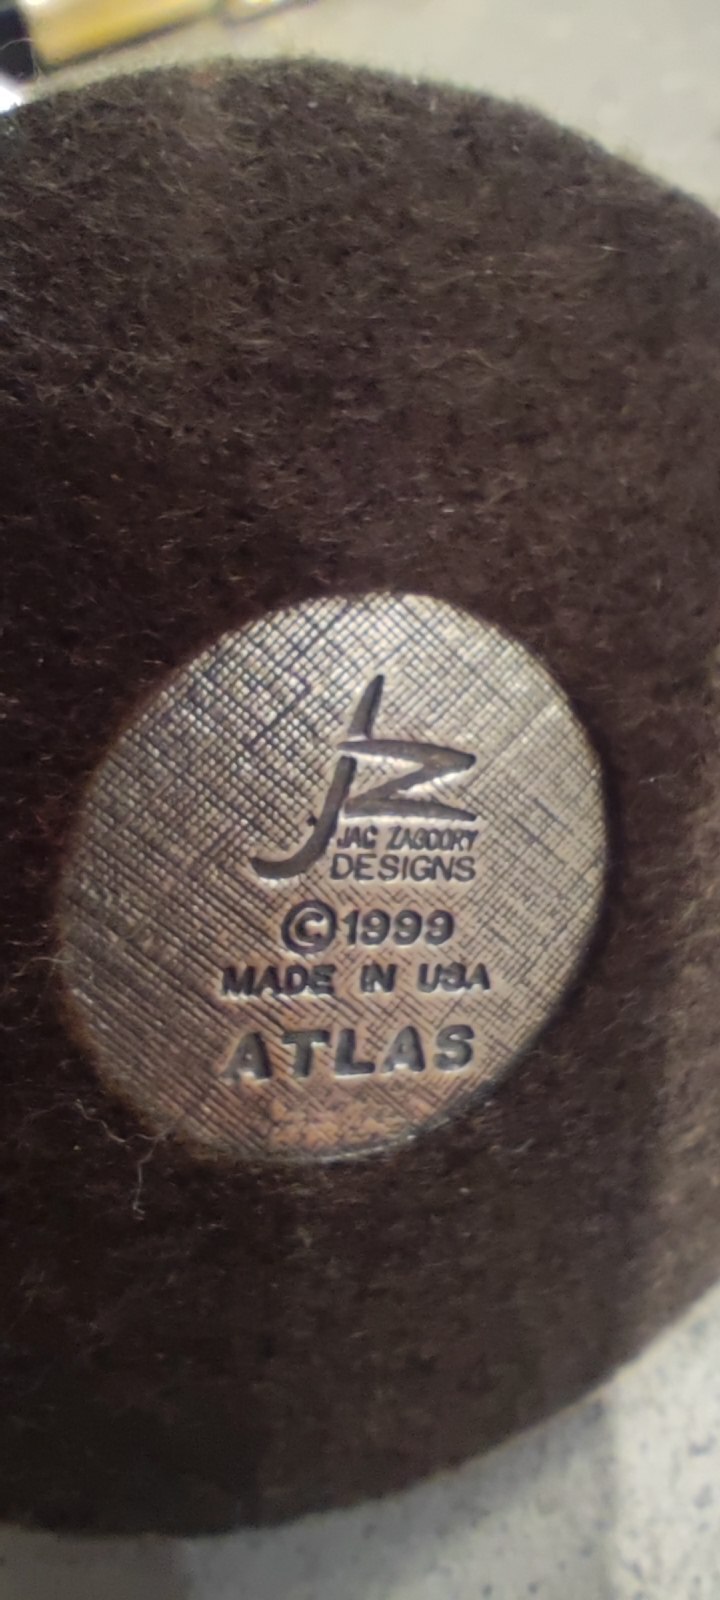 JZ
JAC ZAGOORY
DESIGNS
©1999
MADE IN USA
ATLAS